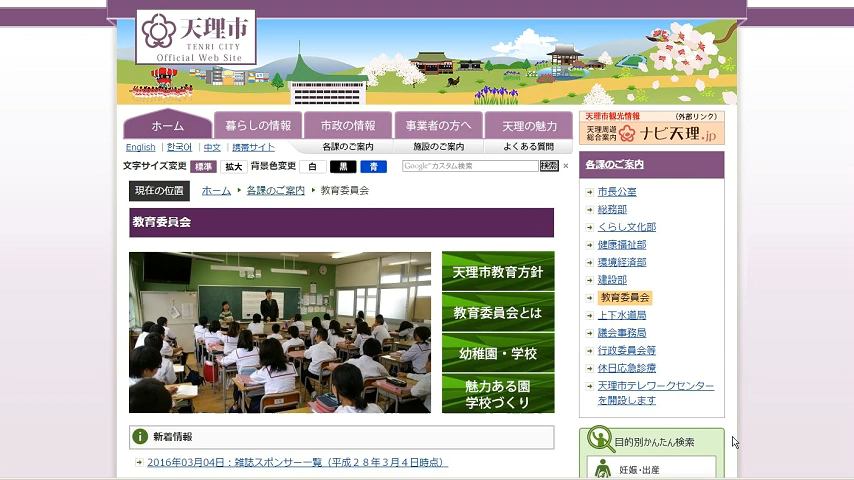 天理市
TENRI CITY
Official Web Site
ホーム
暮らしの情報
市政の情報
事業者の方へ
天理の魅力
天理市観光情報 (外部リンク)
天理周遊
総合案内
ナビ天理.jp
English
한국어
中文
携帯サイト
各課のご案内
施設のご案内
よくある質問
文字サイズ変更 標準 拡大 背景色変更 白 黒 青
Google™ カスタム検索 検索 ×
現在の位置 ホーム 各課のご案内 教育委員会
教育委員会
天理市教育方針
教育委員会とは
幼稚園・学校
魅力ある園
学校づくり
新着情報
2016年03月04日:雑誌スポンサー一覧(平成28年3月4日時点)
各課のご案内
市長公室
総務部
くらし文化部
健康福祉部
環境経済部
建設部
教育委員会
上下水道局
議会事務局
行政委員会等
休日応急診療
天理市テレワークセンター
を開設します
目的別かんたん検索
妊娠・出産